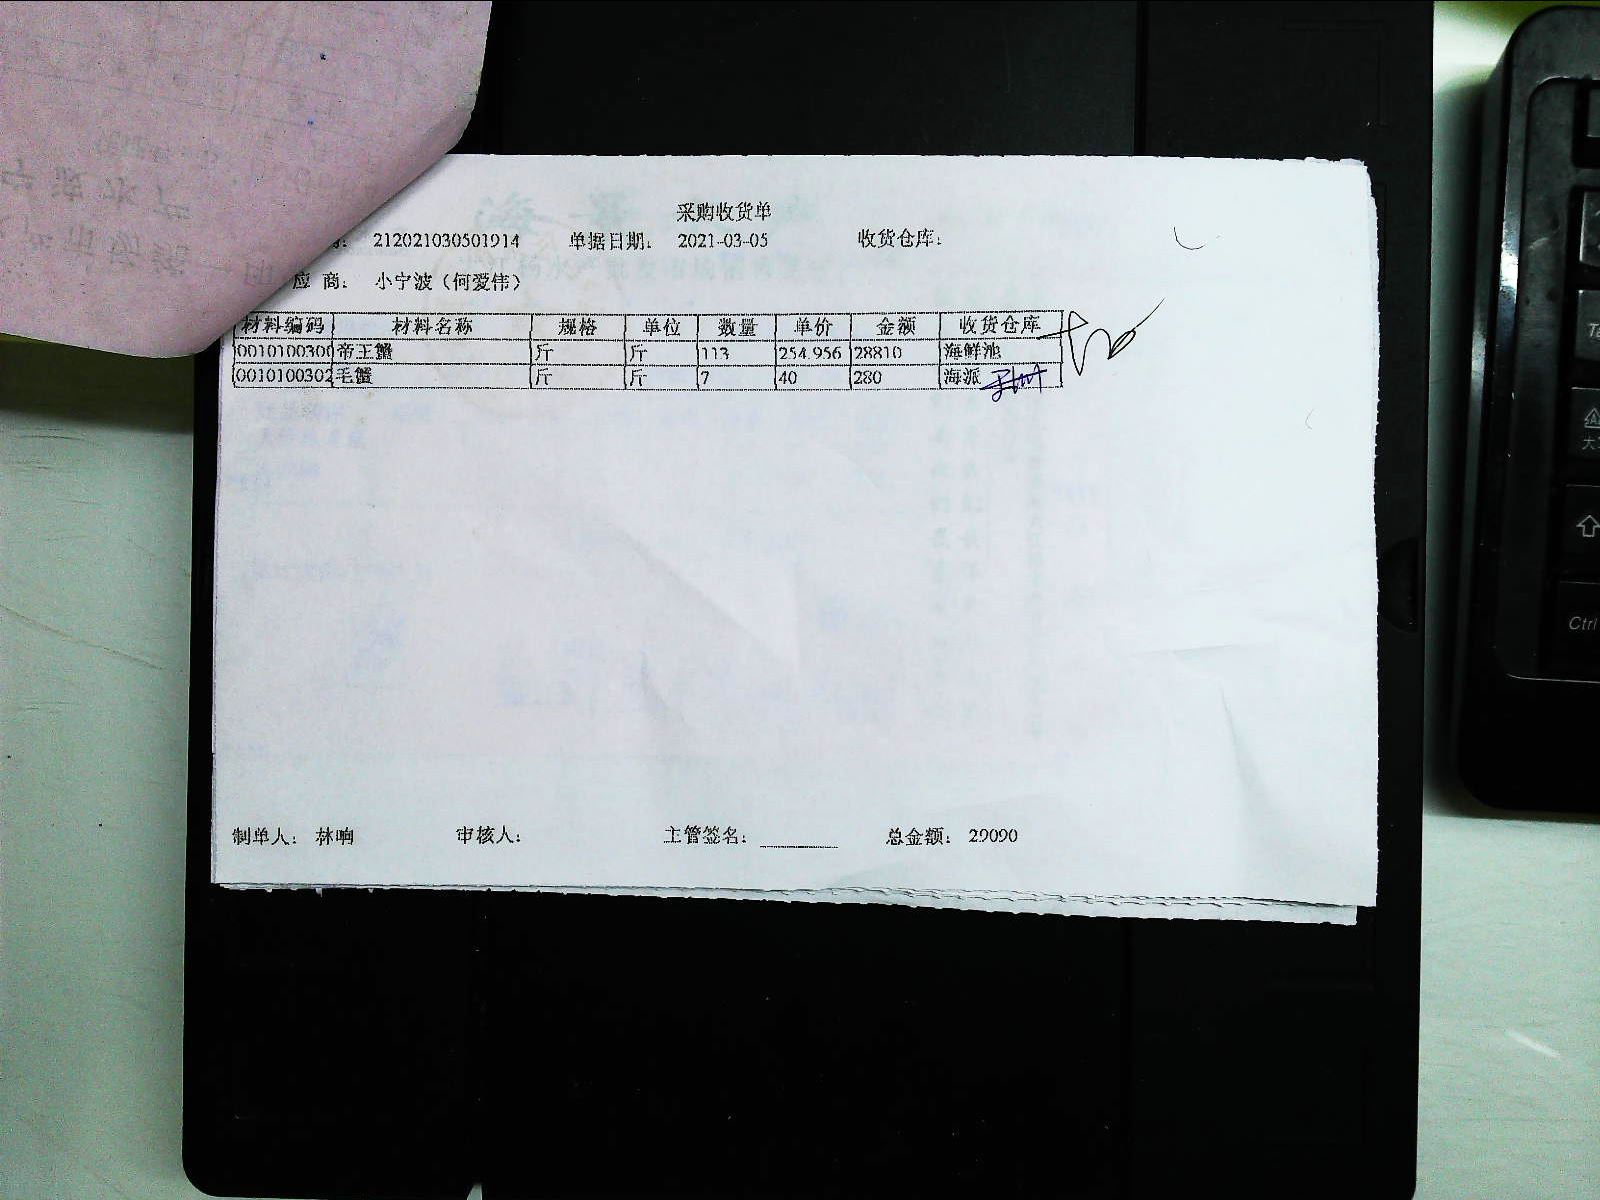 采购收货单
212021030501914 单据日期: 2021-03-05 收货仓库:
应 商: 小宁波(何爱伟)
材料编码 材料名称 规格 单位 数量 单价 金额 收货仓库
0010100300 帝王蟹 斤 斤 113 254.956 28810 海鲜池
0010100302 毛蟹 斤 斤 7 40 280 海派
制单人: 林响 审核人: 主管签名: 总金额: 29090
Ctrl